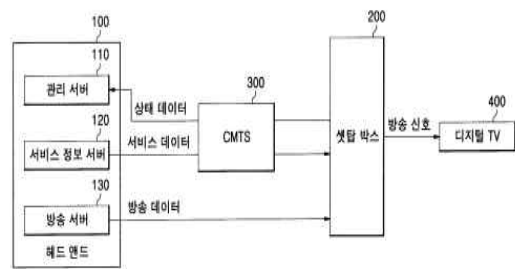 100
110
관리 서버
120
서비스 정보 서버
130
방송 서버
헤드 앤드
상태 데이터
서비스 데이터
방송 데이터
300
CMTS
200
셋탑 박스
방송 신호
400
디지털 TV